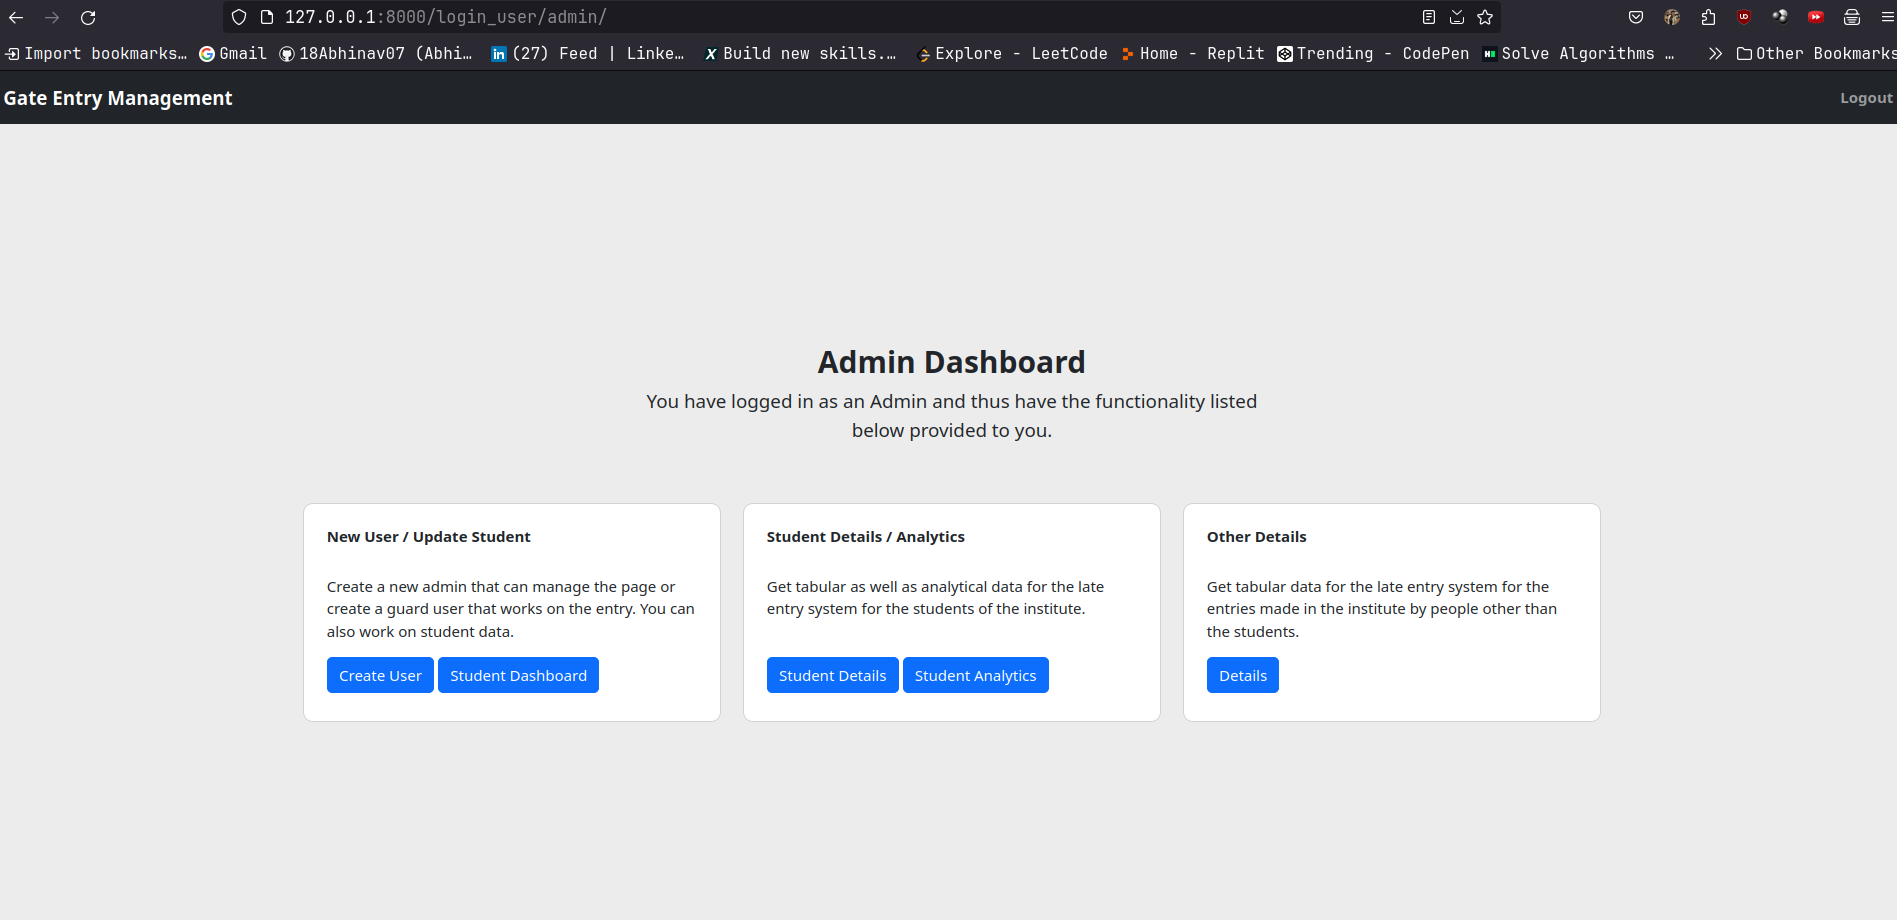 127.0.0.1:8000/login_user/admin/
Import bookmarks… Gmail 18Abhinav07 (Abhi… (27) Feed | Linke… Build new skills.… Explore - LeetCode Home - Replit Trending - CodePen Solve Algorithms … Other Bookmarks
Gate Entry Management Logout
Admin Dashboard
You have logged in as an Admin and thus have the functionality listed
below provided to you.
New User / Update Student
Create a new admin that can manage the page or
create a guard user that works on the entry. You can
also work on student data.
Create User Student Dashboard
Student Details / Analytics
Get tabular as well as analytical data for the late
entry system for the students of the institute.
Student Details Student Analytics
Other Details
Get tabular data for the late entry system for the
entries made in the institute by people other than
the students.
Details